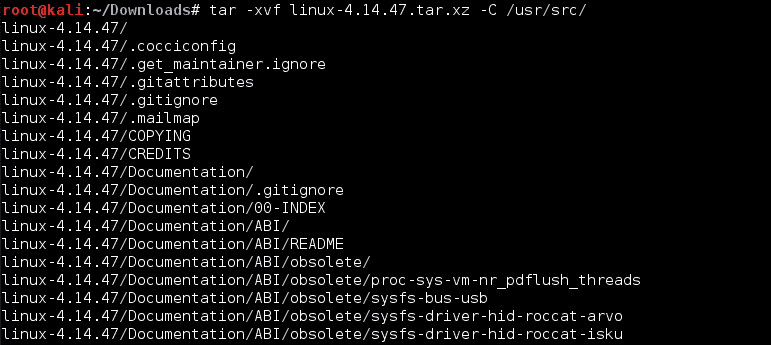 root@kali:~/Downloads# tar -xvf linux-4.14.47.tar.xz -C /usr/src/
linux-4.14.47/
linux-4.14.47/.cocciconfig
linux-4.14.47/.get_maintainer.ignore
linux-4.14.47/.gitattributes
linux-4.14.47/.gitignore
linux-4.14.47/.mailmap
linux-4.14.47/COPYING
linux-4.14.47/CREDITS
linux-4.14.47/Documentation/
linux-4.14.47/Documentation/.gitignore
linux-4.14.47/Documentation/00-INDEX
linux-4.14.47/Documentation/ABI/
linux-4.14.47/Documentation/ABI/README
linux-4.14.47/Documentation/ABI/obsolete/
linux-4.14.47/Documentation/ABI/obsolete/proc-sys-vm-nr_pdflush_threads
linux-4.14.47/Documentation/ABI/obsolete/sysfs-bus-usb
linux-4.14.47/Documentation/ABI/obsolete/sysfs-driver-hid-roccat-arvo
linux-4.14.47/Documentation/ABI/obsolete/sysfs-driver-hid-roccat-isku